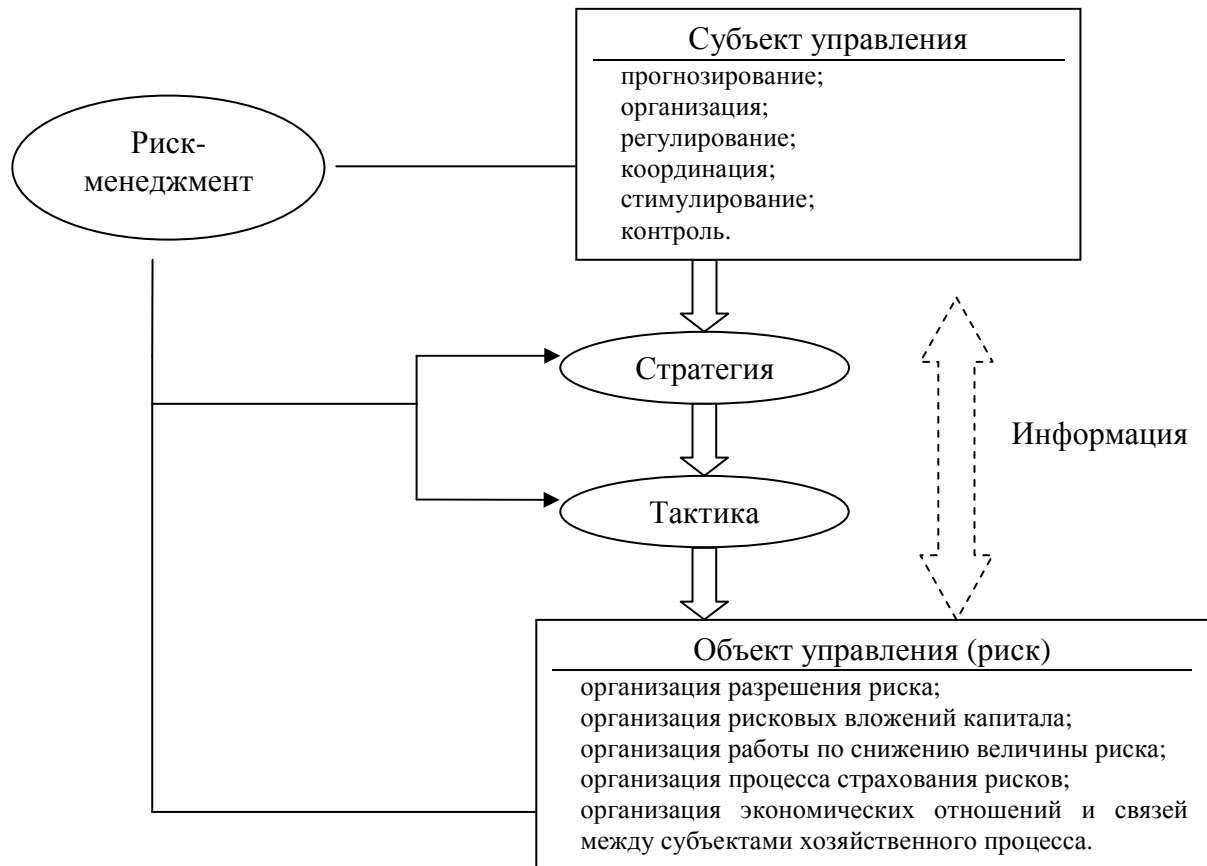 Субъект управления
прогнозирование;
организация;
регулирование;
координация;
стимулирование;
контроль.
Риск-
менеджмент
Стратегия
Информация
Тактика
Объект управления (риск)
организация разрешения риска;
организация рисковых вложений капитала;
организация работы по снижению величины риска;
организация процесса страхования рисков;
организация экономических отношений и связей
между субъектами хозяйственного процесса.